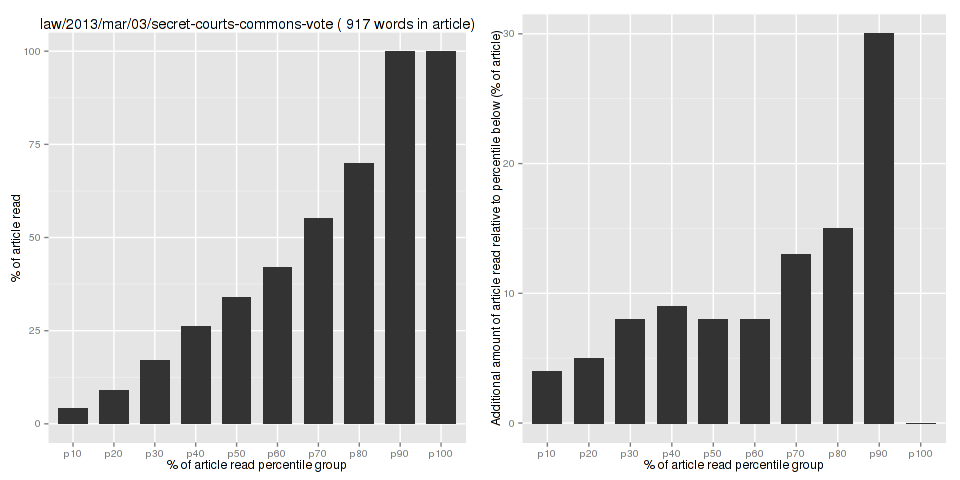 law/2013/mar/03/secret-courts-commons-vote ( 917 words in article)
% of article read
100
75
50
25
0
p10 p20 p30 p40 p50 p60 p70 p80 p90 p100
% of article read percentile group
Additional amount of article read relative to percentile below (% of article)
30
20
10
0
p10 p20 p30 p40 p50 p60 p70 p80 p90 p100
% of article read percentile group